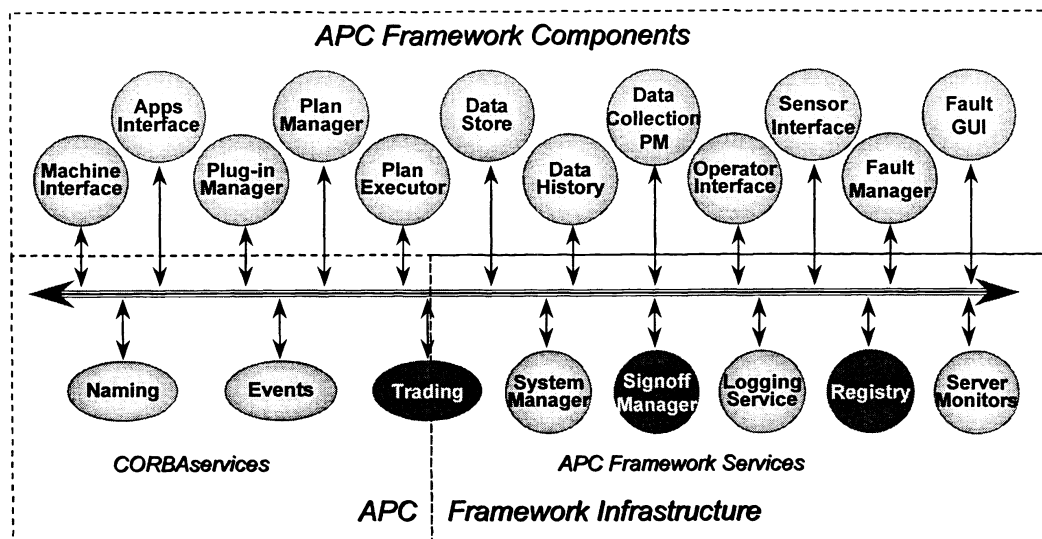 APC Framework Components
Apps
Interface
Plan
Manager
Data
Store
Data
Collection
PM
Sensor
Interface
Fault
GUI
Machine
Interface
Plug-in
Manager
Plan
Executor
Data
History
Operator
Interface
Fault
Manager
Naming
Events
Trading
System
Manager
Signoff
Manager
Logging
Service
Registry
Server
Monitors
CORBAservices
APC Framework Services
APC Framework Infrastructure